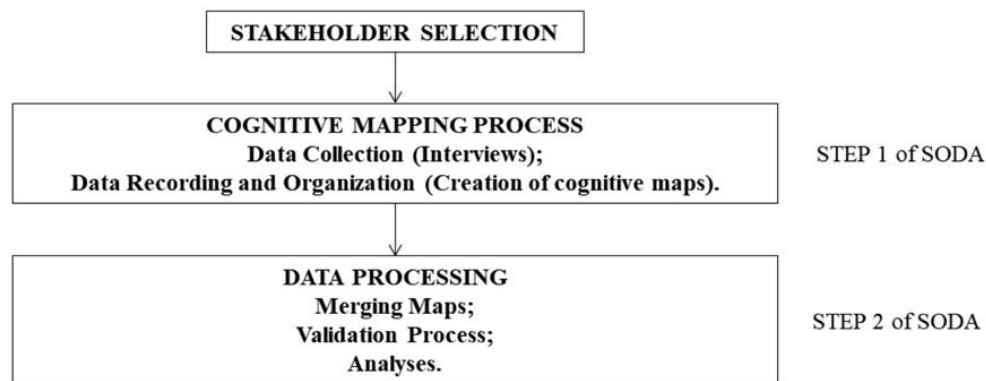 STAKEHOLDER SELECTION
COGNITIVE MAPPING PROCESS
Data Collection (Interviews);
Data Recording and Organization (Creation of cognitive maps).
STEP 1 of SODA
DATA PROCESSING
Merging Maps;
Validation Process;
Analyses.
STEP 2 of SODA